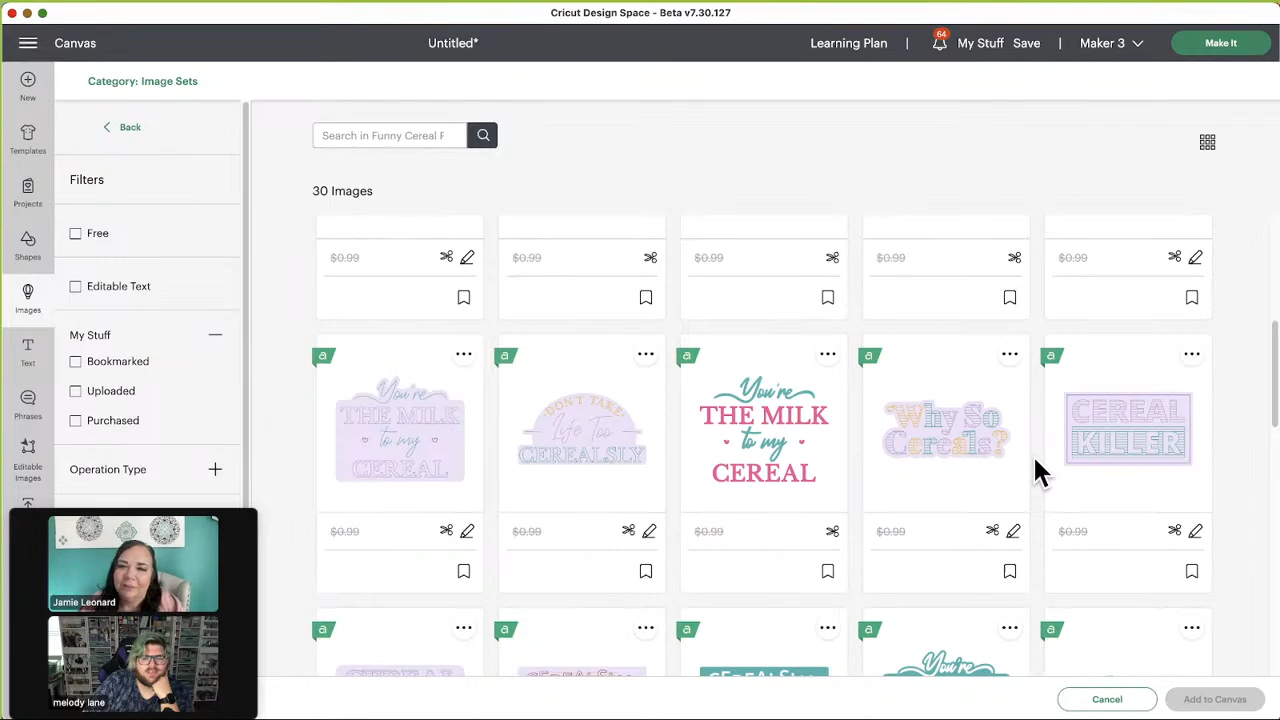 Cricut Design Space - Beta v7.30.127
Canvas
Untitled*
Learning Plan
64
My Stuff
Save
Maker 3
Make It
New
Templates
Projects
Shapes
Images
Text
Phrases
Editable
Images
Category: Image Sets
Back
Filters
Free
Editable Text
My Stuff
Bookmarked
Uploaded
Purchased
Operation Type
Jamie Leonard
melody lane
Search in Funny Cereal F
30 Images
$0.99
$0.99
$0.99
$0.99
$0.99
a
a
a
a
a
You're
THE MILK
to my
CEREAL
DON'T TAKE
Life Too
CEREALSLY
You're
THE MILK
to my
CEREAL
Why So
Cereals?
CEREAL
KILLER
$0.99
$0.99
$0.99
$0.99
$0.99
a
a
a
a
a
CEREAL
CEREALSLY
CEREALSLY
You're
Cancel
Add to Canvas